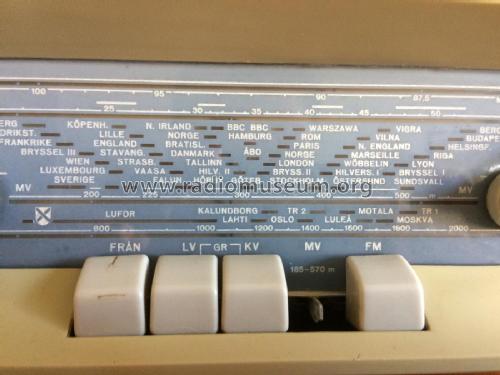 100 95 90 87,5
25 30 35 40 45 50
ERG KÖPENH. N. IRLAND BBC BBC WARSZAWA VIGRA BERG
DRIKST. LILLE NORGE HAMBURG ROM VILNA BUDAPE
FRANKRIKE ENGLAND BRATISL. PARIS N. ENGLAND HELSINGF.
BRYSSEL III STAVANG. DANMARK ÅBO NORGE MARSEILLE RIGA
WIEN STRASB. TALLINN LONDON WÖBELIN LYON
LUXEMBOURG VAASA HILV. II BRYSS. II HILVERS. I BRYSSEL I
MV SVERIGE FALUN HÖRBY GÖTEB. STOCKHOLM ÖSTERSUND SUNDSVALL MV
www.radiomuseum.org
200 225 250 300 350 400 500 m
LUFOR KALUNDBORG TR 2 MOTALA TR 1
LAHTI OSLO LULEÅ MOSKVA
800 1000 1200 1400 1600 1800 2000
FRÅN LV GR KV MV FM
185-570 m